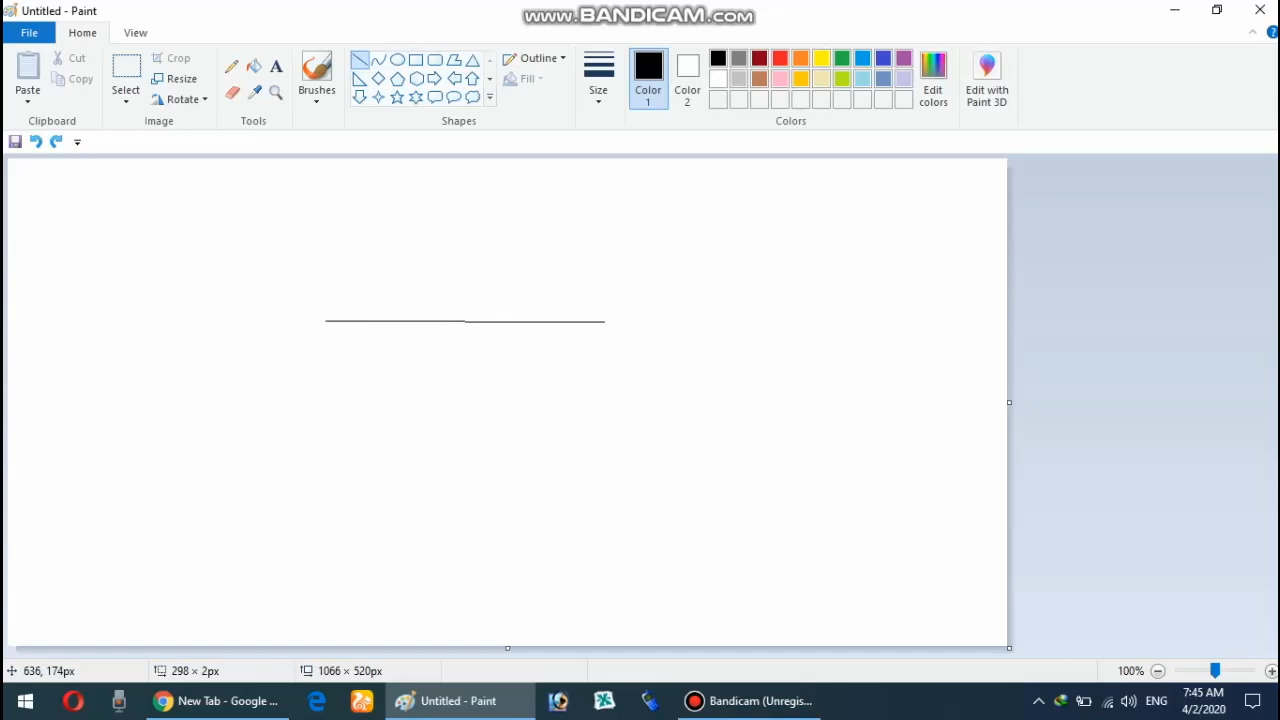 Untitled - Paint
www.BANDICAM.com
File
Home
View
Paste
Cut
Copy
Clipboard
Select
Crop
Resize
Rotate
Image
A
Tools
Brushes
Shapes
Outline
Fill
Size
Color
1
Color
2
Colors
Edit
colors
Edit with
Paint 3D
636, 174px
298 × 2px
1066 × 520px
100%
New Tab - Google ...
Untitled - Paint
Bandicam (Unregis...
ENG
7:45 AM
4/2/2020